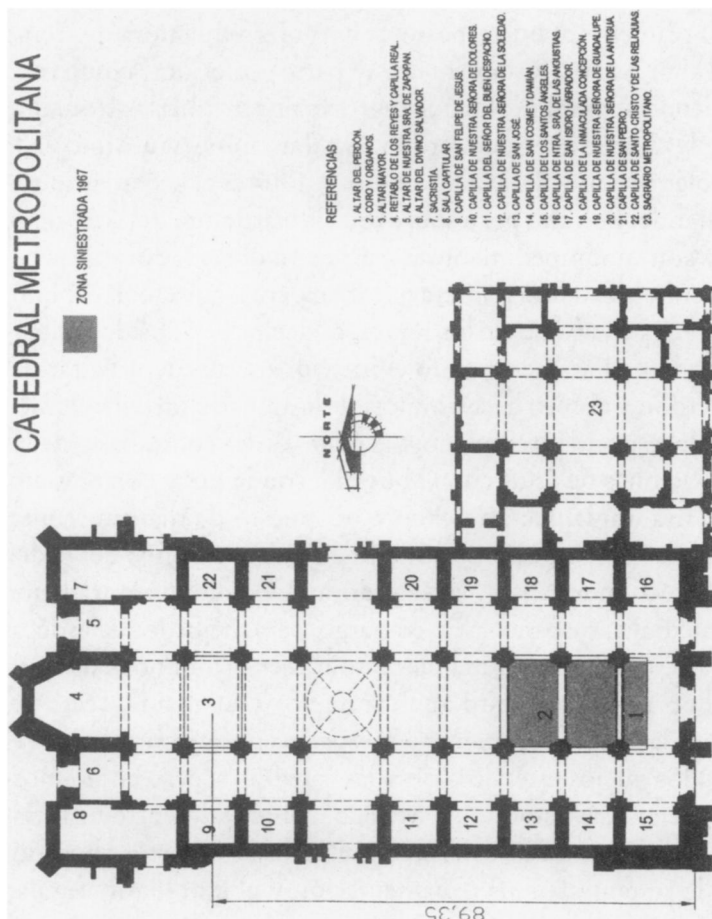 CATEDRAL METROPOLITANA
ZONA SINIESTRADA 1967
REFERENCIAS
1. ALTAR DEL PERDÓN.
2. CORO Y ORGANOS.
3. ALTAR MAYOR.
4. RETABLO DE LOS REYES Y CAPILLA REAL.
5. ALTAR DE NUESTRA SRA. DE ZAPOPAN.
6. ALTAR DEL DIVINO SALVADOR.
7. SACRISTÍA.
8. SALA CAPITULAR.
9. CAPILLA DE SAN FELIPE DE JESUS.
10. CAPILLA DE NUESTRA SEÑORA DE DOLORES.
11. CAPILLA DEL SEÑOR DEL BUEN DESPACHO.
12. CAPILLA DE NUESTRA SEÑORA DE LA SOLEDAD.
13. CAPILLA DE SAN JOSÉ.
14. CAPILLA DE SAN COSME Y DAMIÁN.
15. CAPILLA DE LOS SANTOS ÁNGELES.
16. CAPILLA DE NTRA. SRA. DE LAS ANGUSTIAS.
17. CAPILLA DE SAN ISIDRO LABRADOR.
18. CAPILLA DE LA INMACULADA CONCEPCIÓN.
19. CAPILLA DE NUESTRA SEÑORA DE GUADALUPE.
20. CAPILLA DE NUESTRA SEÑORA DE LA ANTIGUA.
21. CAPILLA DE SAN PEDRO.
22. CAPILLA DE SANTO CRISTO Y DE LAS RELIQUIAS.
23. SAGRARIO METROPOLITANO.
NORTE
7
22
21
20
19
18
17
16
5
4
3
2
1
6
8
9
10
11
12
13
14
15
23
89,35